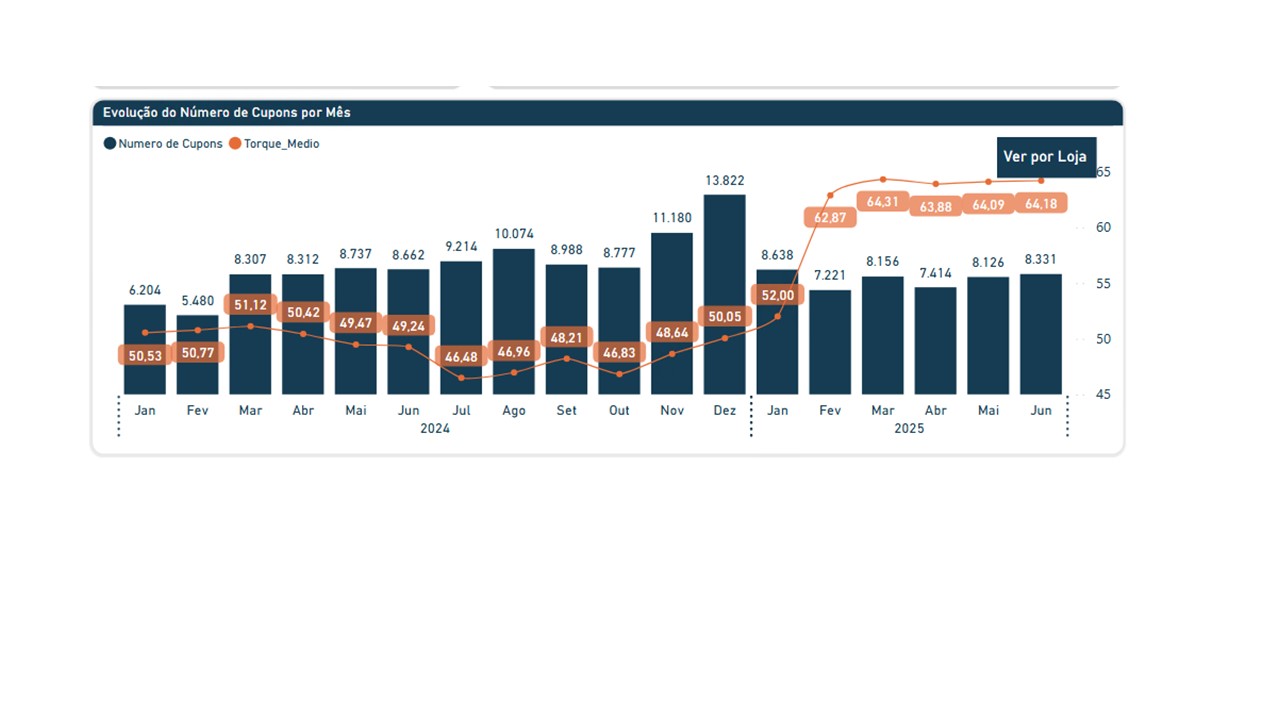 Evolução do Número de Cupons por Mês
Numero de Cupons Torque_Medio
Ver por Loja
6.204 5.480 8.307 8.312 8.737 8.662 9.214 10.074 8.988 8.777 11.180 13.822 8.638 7.221 8.156 7.414 8.126 8.331
50,53 50,77 51,12 50,42 49,47 49,24 46,48 46,96 48,21 46,83 48,64 50,05 52,00 62,87 64,31 63,88 64,09 64,18
65
60
55
50
45
Jan Fev Mar Abr Mai Jun Jul Ago Set Out Nov Dez Jan Fev Mar Abr Mai Jun
2024 2025